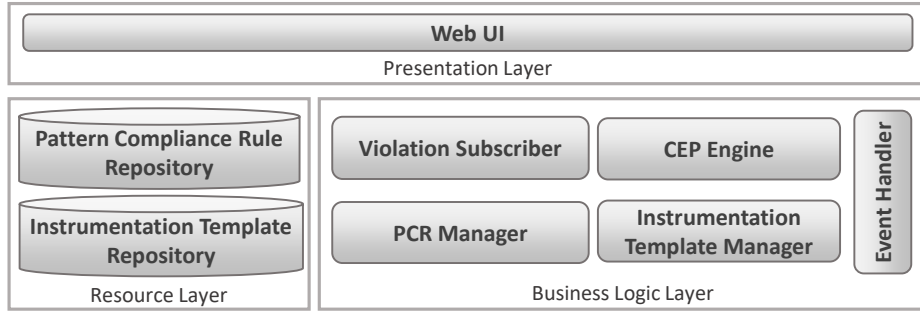 Web UI
Presentation Layer
Pattern Compliance Rule
Repository
Instrumentation Template
Repository
Resource Layer
Violation Subscriber
CEP Engine
PCR Manager
Instrumentation
Template Manager
Event Handler
Business Logic Layer